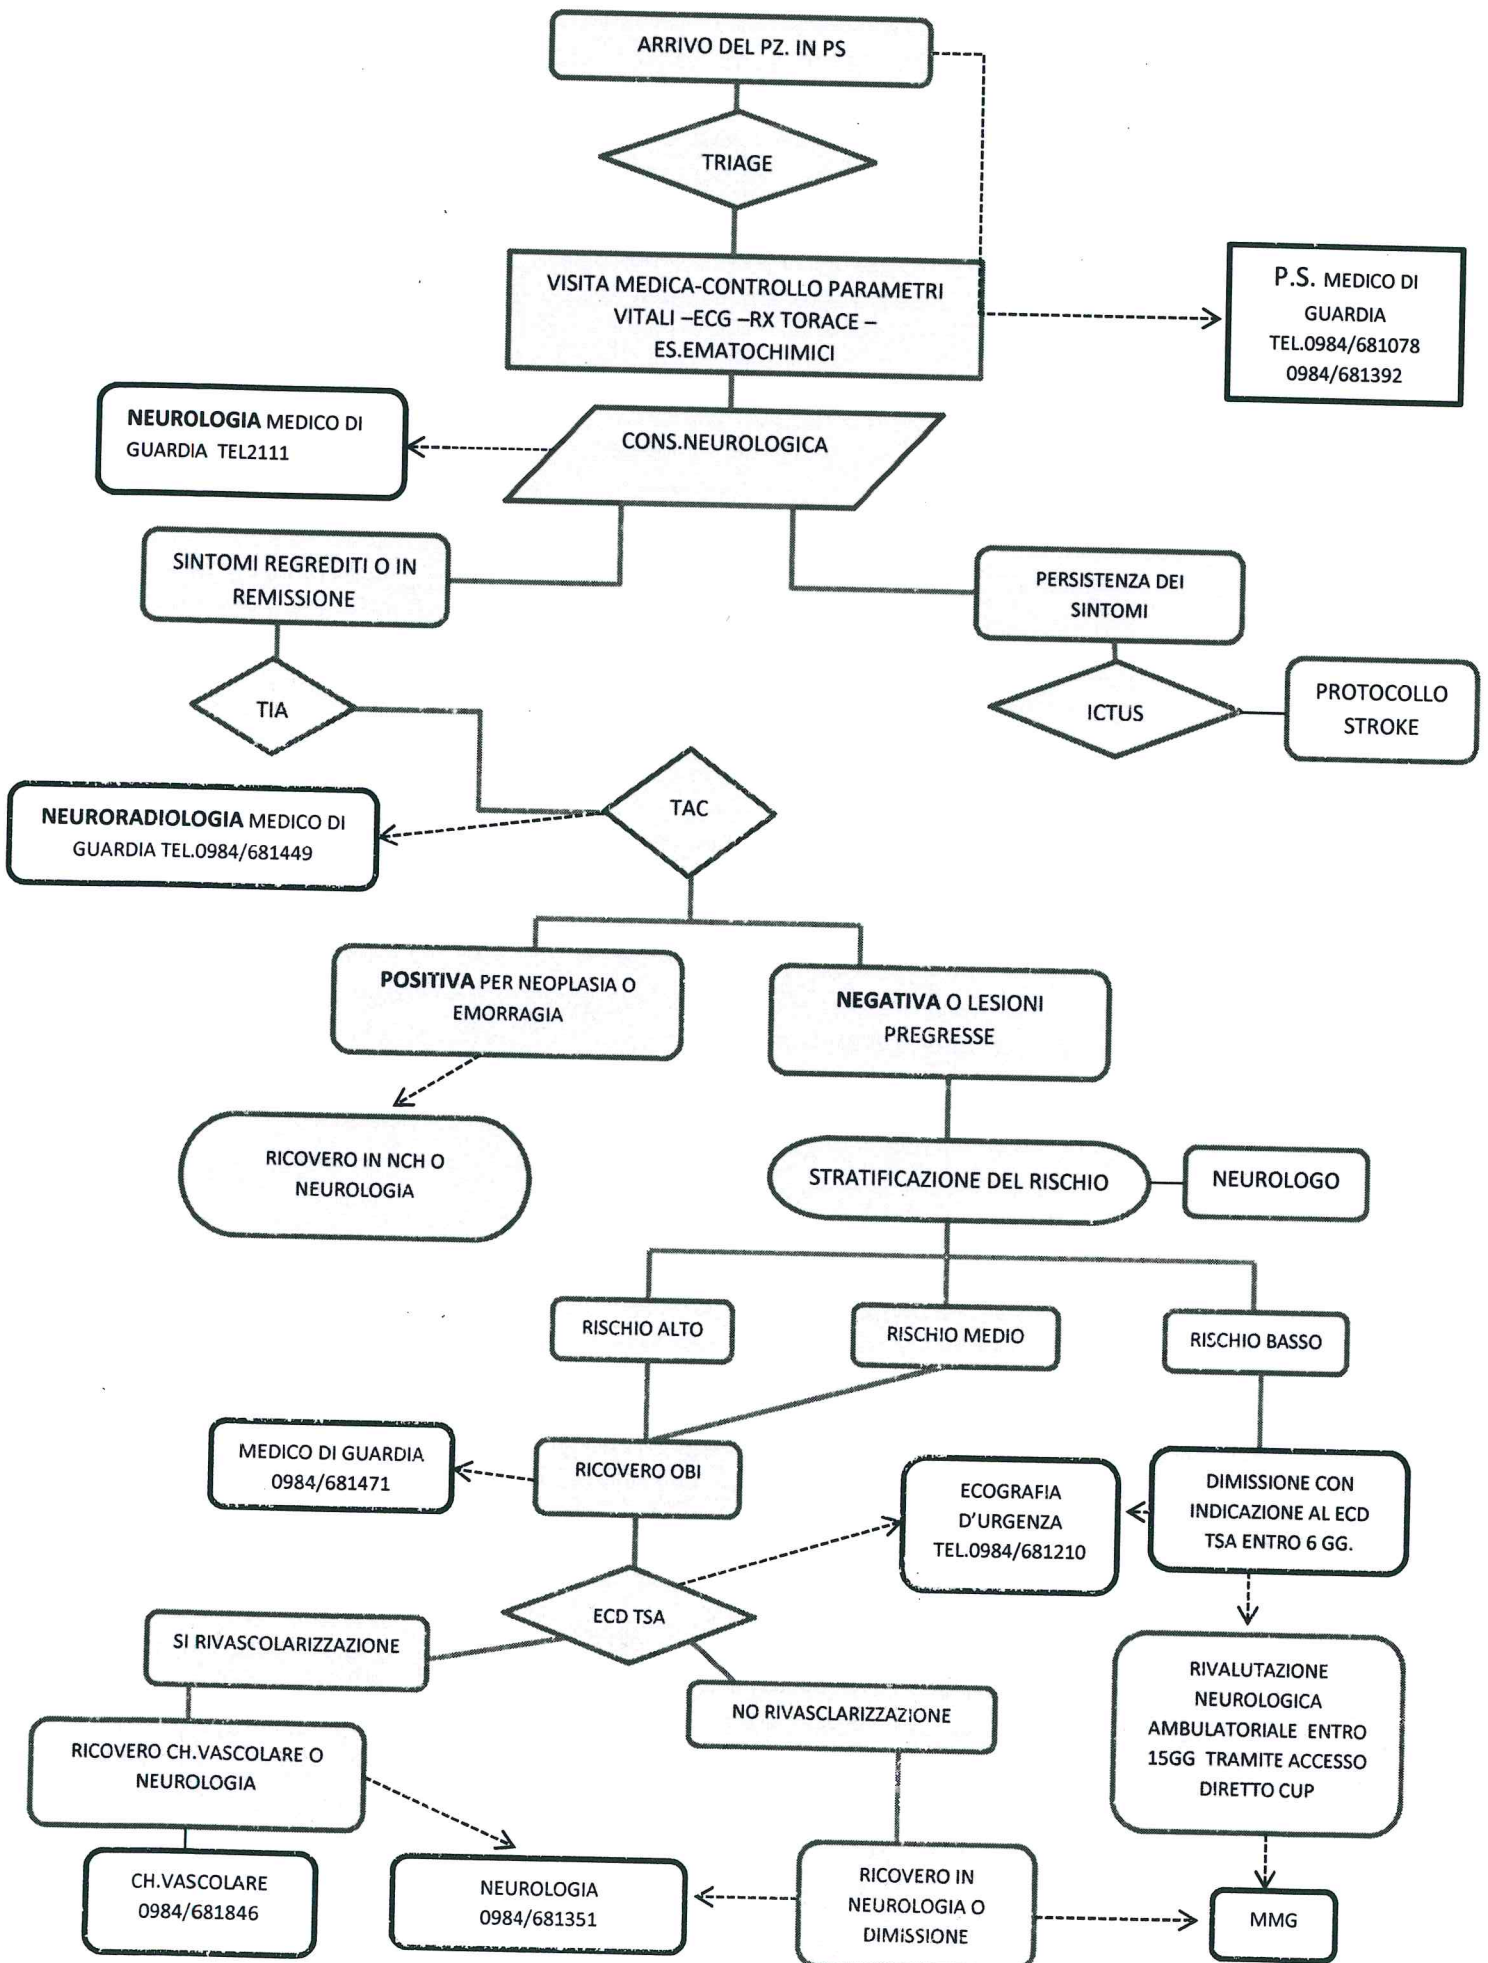 ARRIVO DEL PZ. IN PS
TRIAGE
VISITA MEDICA-CONTROLLO PARAMETRI
VITALI –ECG –RX TORACE –
ES.EMATOCHIMICI
P.S. MEDICO DI
GUARDIA
TEL.0984/681078
0984/681392
NEUROLOGIA MEDICO DI
GUARDIA TEL2111
CONS.NEUROLOGICA
SINTOMI REGREDITI O IN
REMISSIONE
PERSISTENZA DEI
SINTOMI
TIA
ICTUS
PROTOCOLLO
STROKE
NEURORADIOLOGIA MEDICO DI
GUARDIA TEL.0984/681449
TAC
POSITIVA PER NEOPLASIA O
EMORRAGIA
NEGATIVA O LESIONI
PREGRESSE
RICOVERO IN NCH O
NEUROLOGIA
STRATIFICAZIONE DEL RISCHIO
NEUROLOGO
RISCHIO ALTO
RISCHIO MEDIO
RISCHIO BASSO
MEDICO DI GUARDIA
0984/681471
RICOVERO OBI
ECOGRAFIA
D'URGENZA
TEL.0984/681210
DIMISSIONE CON
INDICAZIONE AL ECD
TSA ENTRO 6 GG.
ECD TSA
SI RIVASCOLARIZZAZIONE
NO RIVASCLARIZZAZIONE
RIVALUTAZIONE
NEUROLOGICA
AMBULATORIALE ENTRO
15GG TRAMITE ACCESSO
DIRETTO CUP
RICOVERO CH.VASCOLARE O
NEUROLOGIA
CH.VASCOLARE
0984/681846
NEUROLOGIA
0984/681351
RICOVERO IN
NEUROLOGIA O
DIMISSIONE
MMG